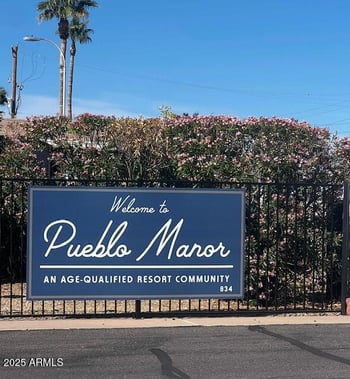 Welcome to
Pueblo Manor
AN AGE-QUALIFIED RESORT COMMUNITY
834
2025 ARMLS